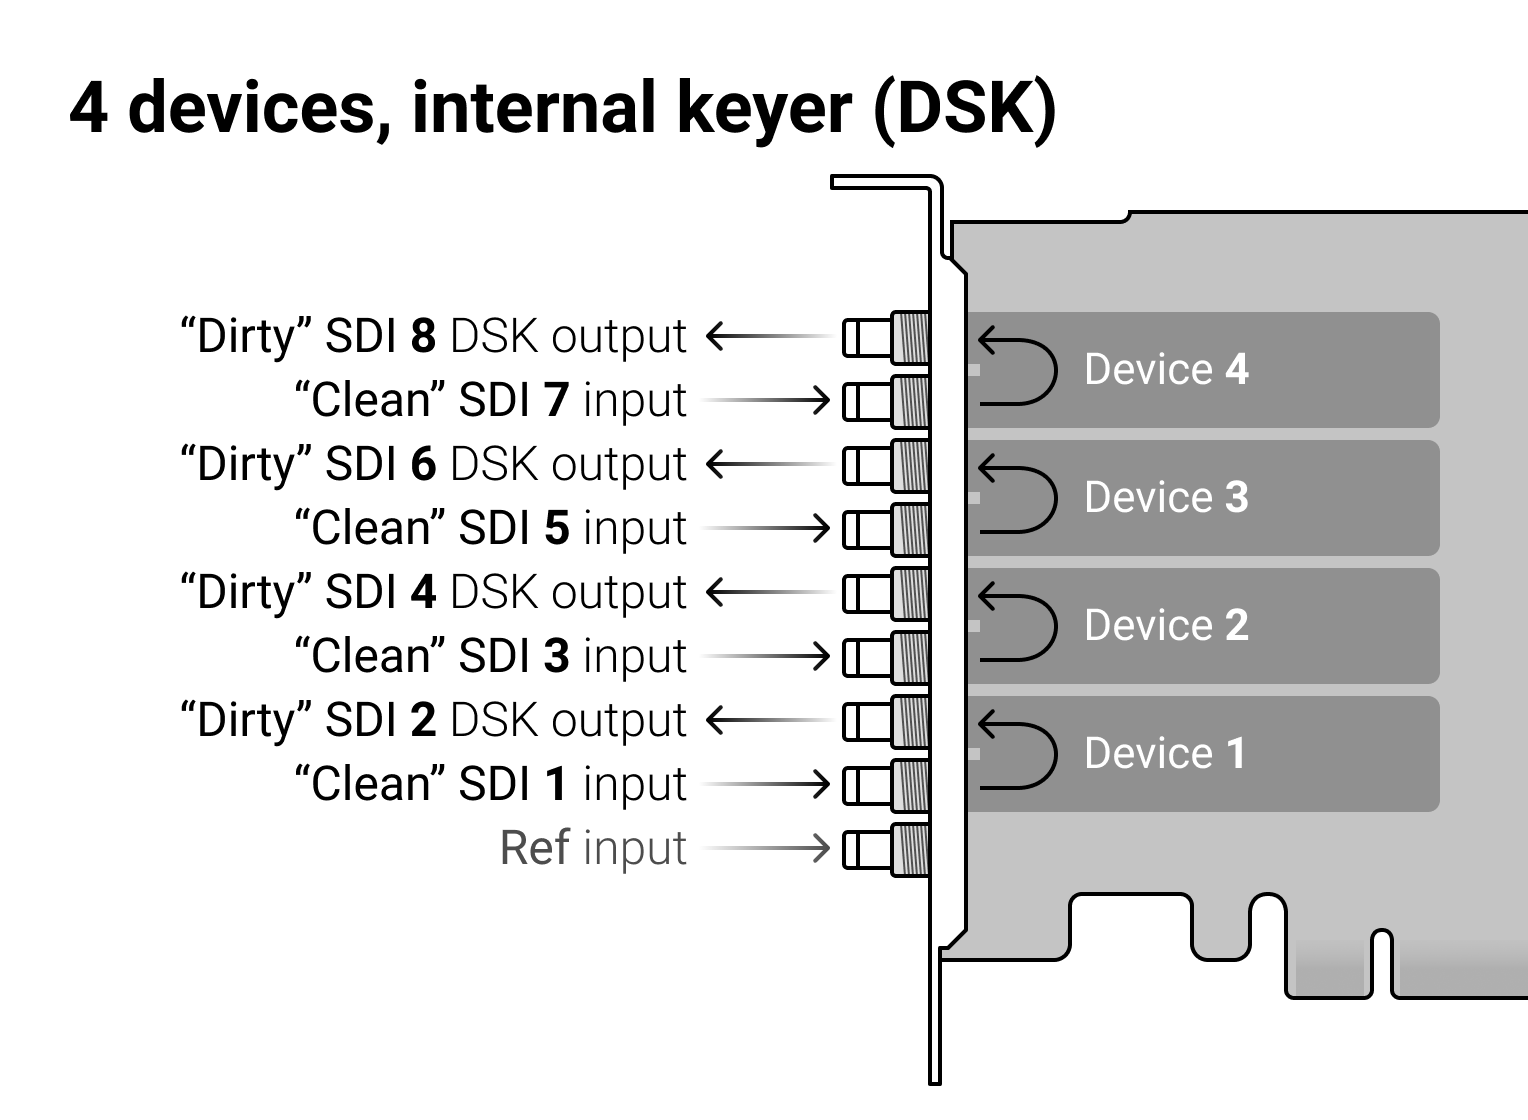 4 devices, internal keyer (DSK)
“Dirty” SDI 8 DSK output
“Clean” SDI 7 input
Device 4
“Dirty” SDI 6 DSK output
“Clean” SDI 5 input
Device 3
“Dirty” SDI 4 DSK output
“Clean” SDI 3 input
Device 2
“Dirty” SDI 2 DSK output
“Clean” SDI 1 input
Device 1
Ref input